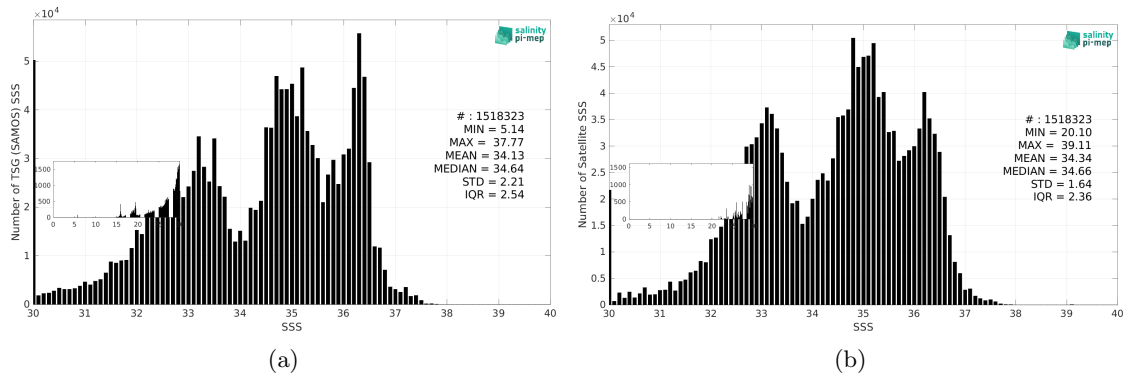 ×10⁴
5
4
3
2
1
0
Number of TSG (SAMOS) SSS
salinity
pi-mep
# : 1518323
MIN = 5.14
MAX = 37.77
MEAN = 34.13
MEDIAN = 34.64
STD = 2.21
IQR = 2.54
1500
1000
500
0
0 5 10 15 20 25 30
30 31 32 33 34 35 36 37 38 39 40
SSS
(a)
×10⁴
5
4.5
4
3.5
3
2.5
2
1.5
1
0.5
0
Number of Satellite SSS
salinity
pi-mep
# : 1518323
MIN = 20.10
MAX = 39.11
MEAN = 34.34
MEDIAN = 34.66
STD = 1.64
IQR = 2.36
1500
1000
500
0
0 5 10 15 20 25 30
30 31 32 33 34 35 36 37 38 39 40
SSS
(b)